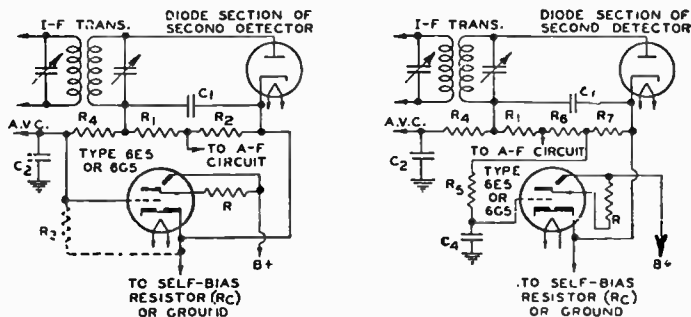 I-F TRANS.
DIODE SECTION OF
SECOND DETECTOR
C1
A.V.C.
R4
R1
R2
TO A-F
CIRCUIT
C2
TYPE 6E5
OR 6G5
R
R3
B+
TO SELF-BIAS
RESISTOR (RC)
OR GROUND
I-F TRANS.
DIODE SECTION OF
SECOND DETECTOR
C1
A.V.C.
R4
R1
R6
R7
TO A-F CIRCUIT
C2
TYPE
6E5 OR
6G5
R5
R
C4
B+
TO SELF-BIAS
RESISTOR (RC)
OR GROUND